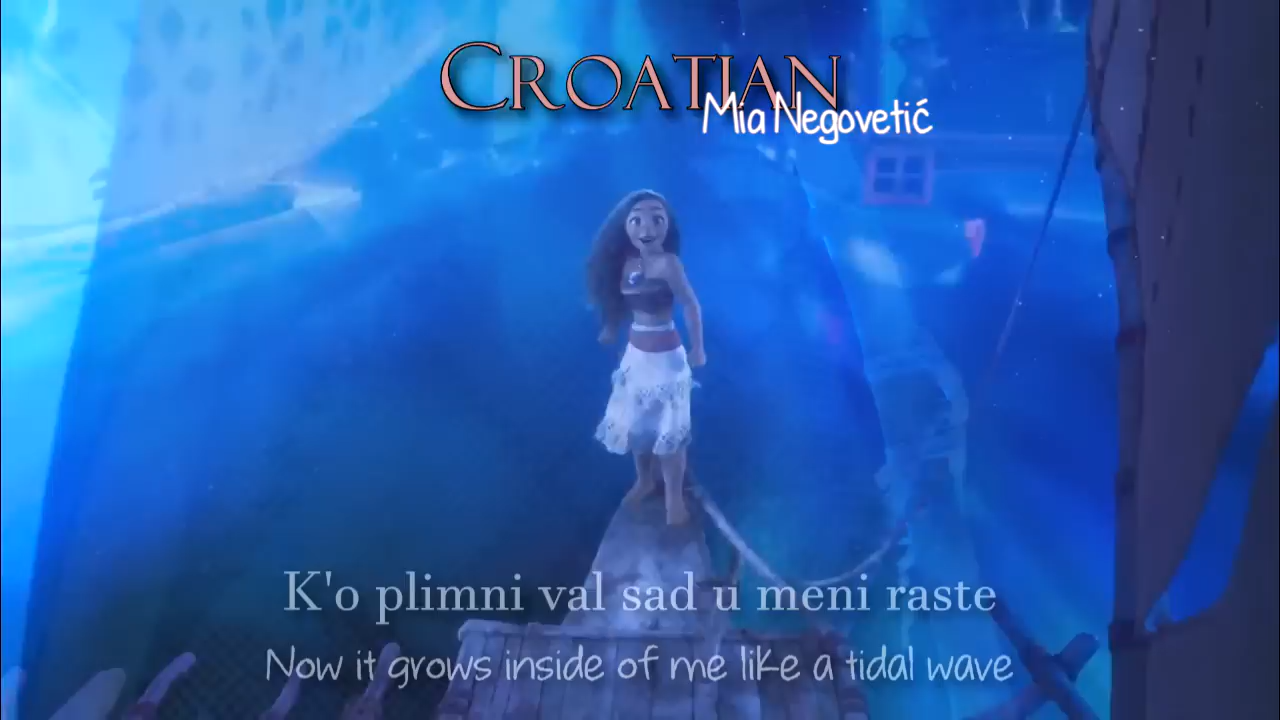 CROATIAN
Mia Negovetić
K'o plimni val sad u meni raste
Now it grows inside of me like a tidal wave